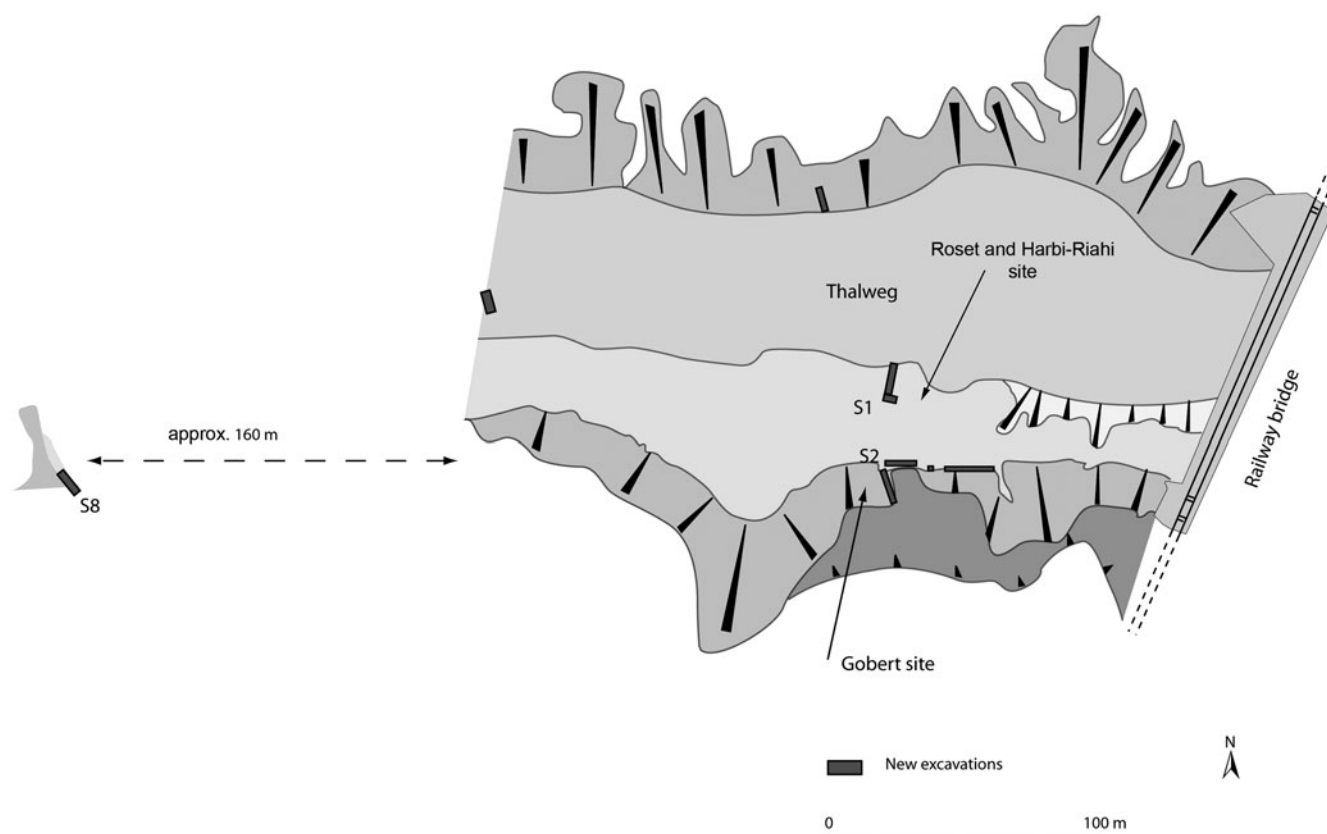 Roset and Harbi-Riahi
site
Thalweg
Railway bridge
S1
approx. 160 m
S2
S8
Gobert site
N
New excavations
0 100 m